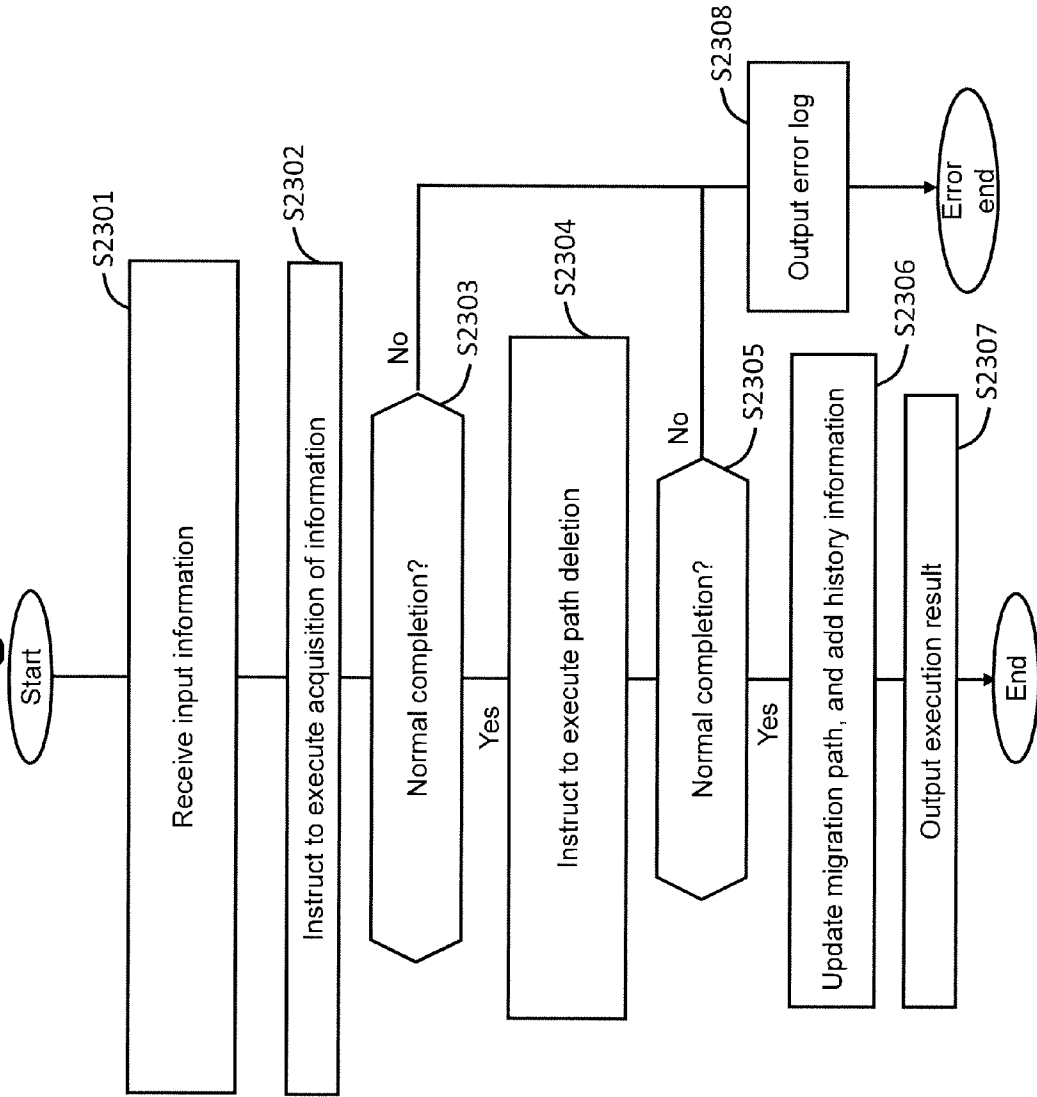 Start
S2301
Receive input information
S2302
Instruct to execute acquisition of information
S2303
Normal completion?
No
Yes
S2304
Instruct to execute path deletion
S2305
Normal completion?
No
Yes
S2306
Update migration path, and add history information
S2307
Output execution result
End
S2308
Output error log
Error
end